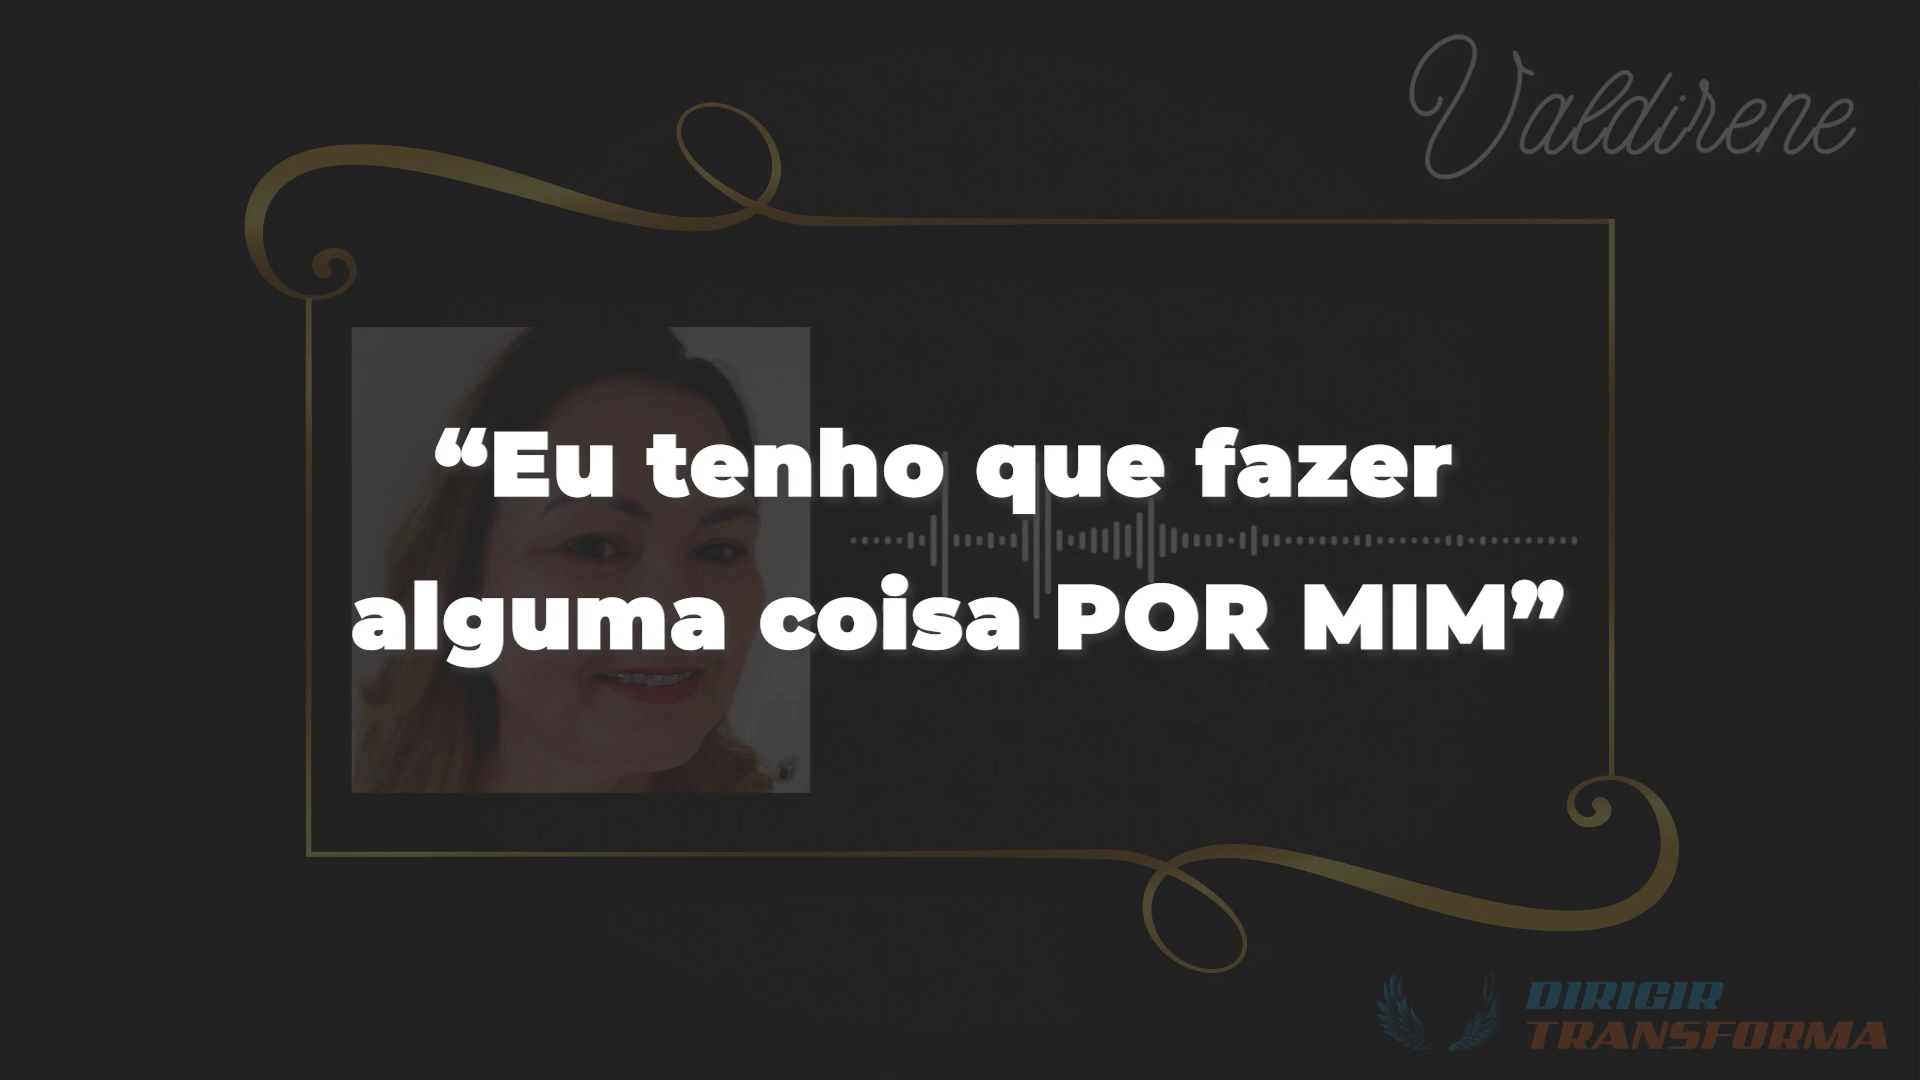 Valdirene
“Eu tenho que fazer
alguma coisa POR MIM”
DIRIGIR
TRANSFORMA